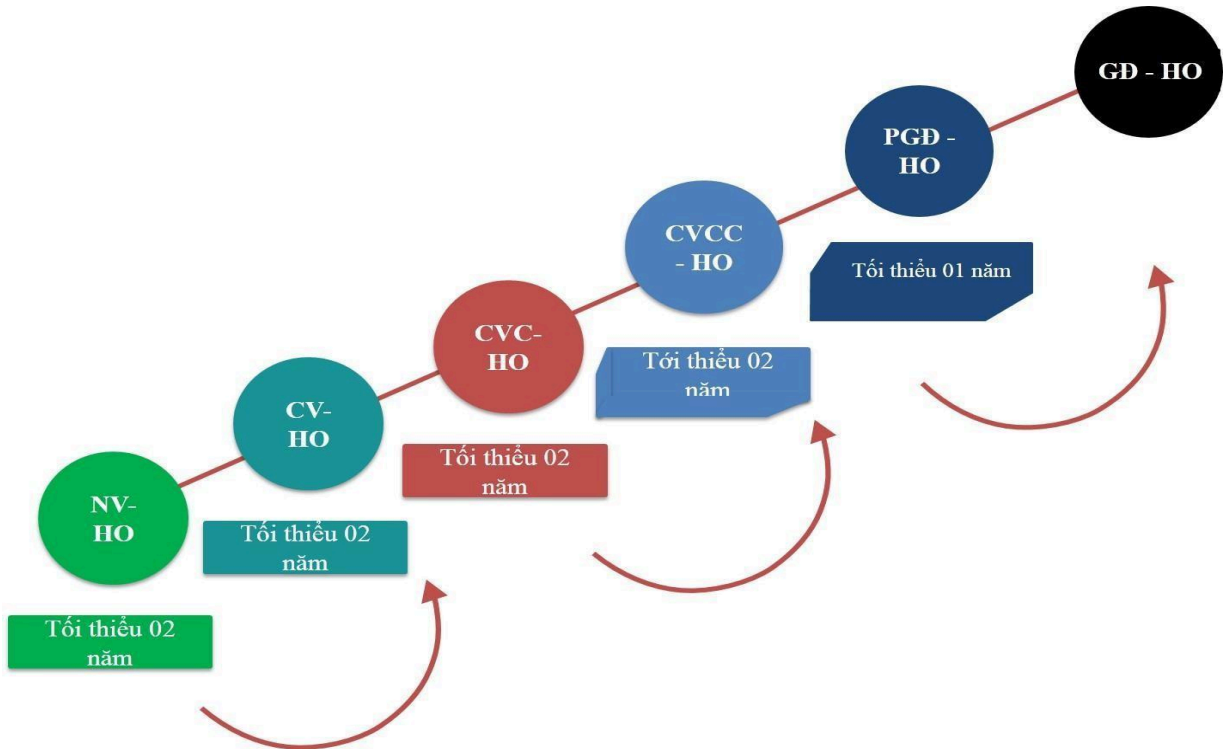 GĐ - HO
PGĐ -
HO
CVCC
- HO
Tối thiểu 01 năm
CVC-
HO
Tới thiểu 02
năm
CV-
HO
Tối thiểu 02
năm
NV-
HO
Tối thiểu 02
năm
Tối thiểu 02
năm